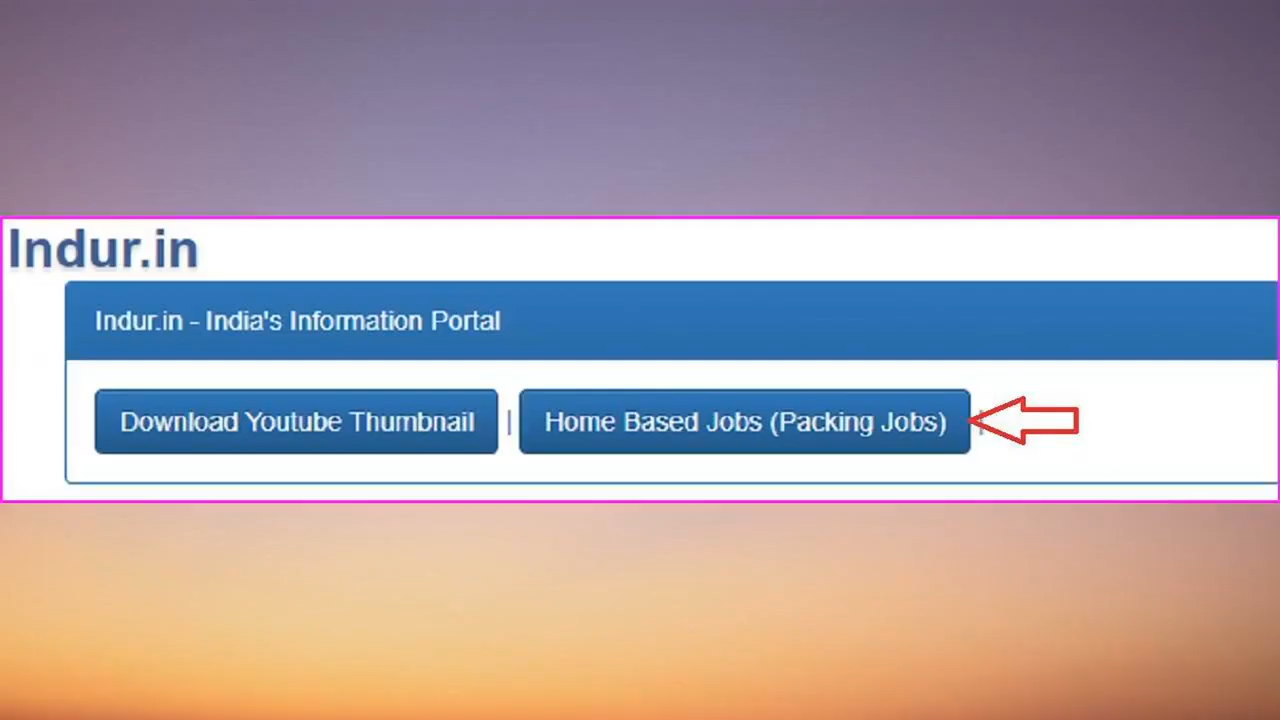 Indur.in
Indur.in - India's Information Portal
Download Youtube Thumbnail | Home Based Jobs (Packing Jobs) |